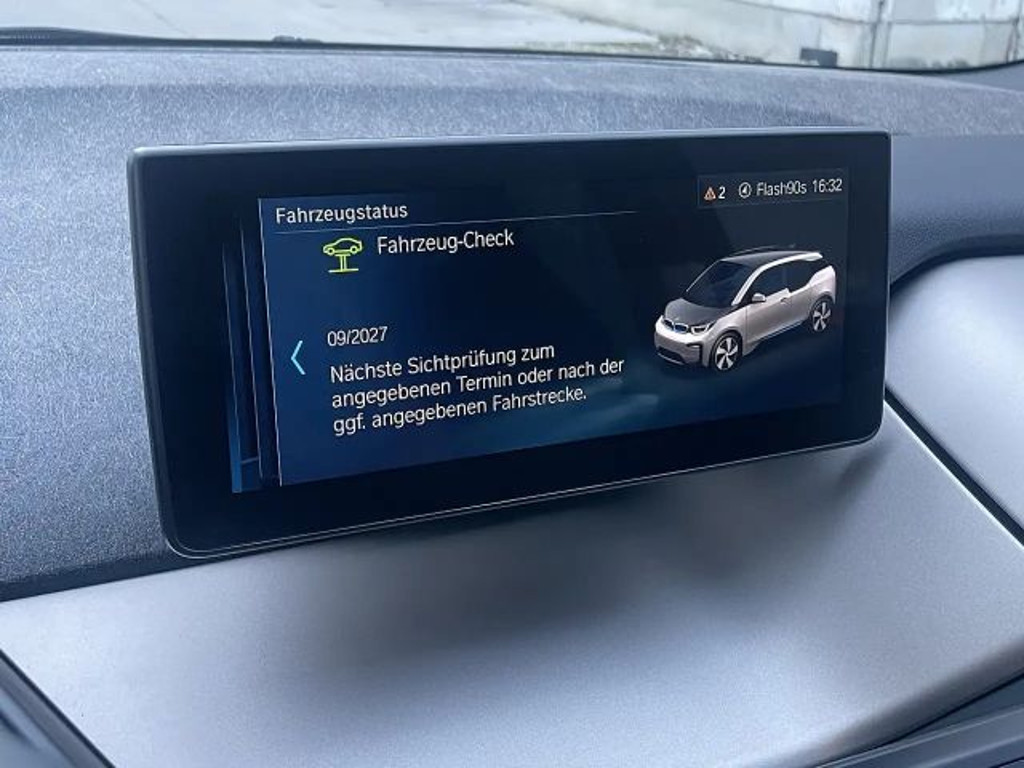 Fahrzeugstatus
2 Flash90s 16:32
Fahrzeug-Check
09/2027
Nächste Sichtprüfung zum
angegebenen Termin oder nach der
ggf. angegebenen Fahrstrecke.